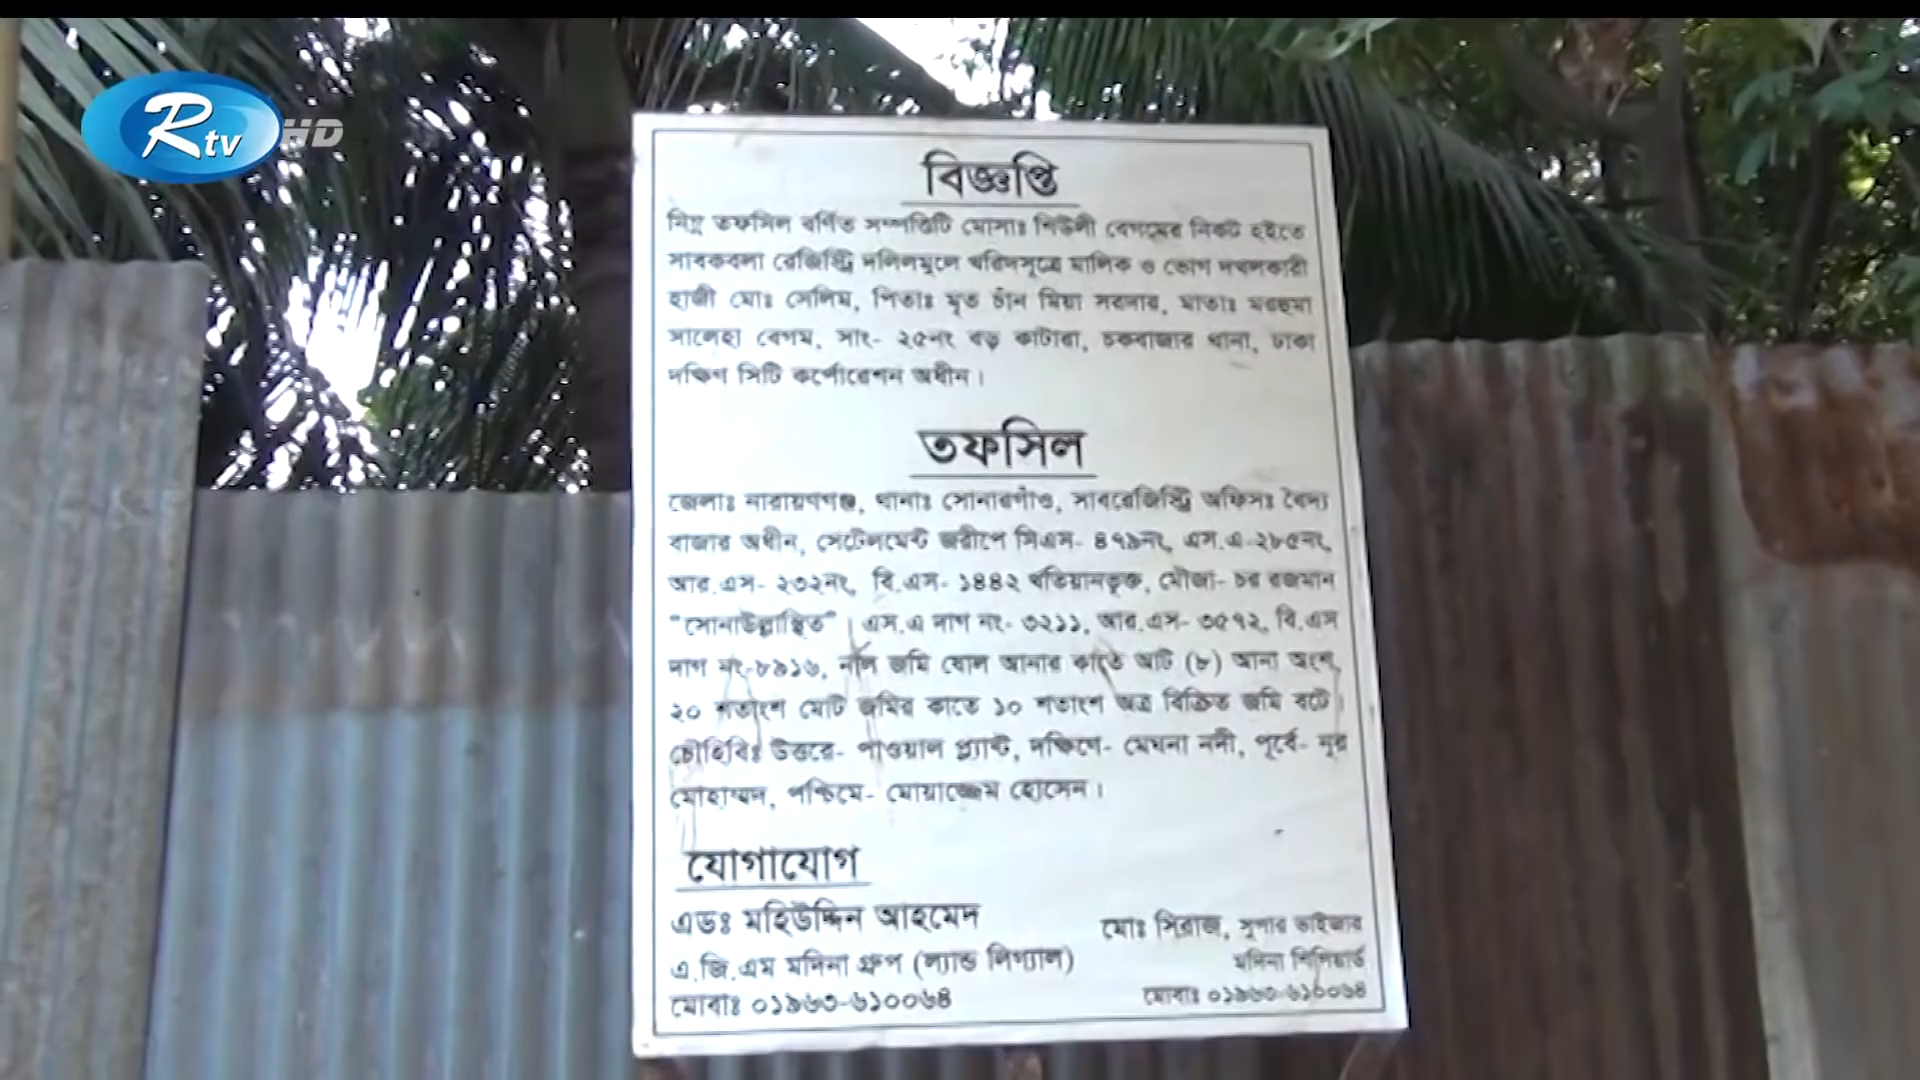 Rtv HD
বিজ্ঞপ্তি
নিম্ন তফসিল বর্ণিত সম্পত্তিটি মোসাঃ শিউলী বেগমের নিকট হইতে
সাবকবলা রেজিস্ট্রি দলিলমূলে খরিদসূত্রে মালিক ও ভোগ দখলকারী
হাজী মোঃ সেলিম, পিতাঃ মৃত চাঁন মিয়া সরদার, মাতাঃ মরহুমা
সালেহা বেগম, সাং- ২৫নং বড় কাটারা, চকবাজার থানা, ঢাকা
দক্ষিণ সিটি কর্পোরেশন অধীন।
তফসিল
জেলাঃ নারায়ণগঞ্জ, থানাঃ সোনারগাঁও, সাবরেজিস্ট্রি অফিসঃ বৈদ্য
বাজার অধীন, সেটেলমেন্ট জরীপে সিএস- ৪৭৯নং, এস.এ-২৮৫নং,
আর.এস- ২৩২নং, বি.এস- ১৪৪২ খতিয়ানভূক্ত, মৌজা- চর রমজান
"সোনাউল্লাস্থিত"। এস.এ দাগ নং- ৩২১১, আর.এস- ৩৫৭২, বি.এস
দাগ নং-৮৯১৬, নাল জমি ষোল আনার কাতে আট (৮) আনা অংশে,
২০ শতাংশ মোট জমির কাতে ১০ শতাংশ অত্র বিক্রিত জমি বটে।
চৌহিবিঃ উত্তরে- পাওয়াল প্ল্যান্ট, দক্ষিণে- মেঘনা নদী, পূর্বে- নূর
মোহাম্মদ, পশ্চিমে- মোয়াজ্জেম হোসেন।
যোগাযোগ
এডঃ মহিউদ্দিন আহমেদ
এ.জি.এম মদিনা গ্রুপ (ল্যান্ড লিগ্যাল)
মোবাঃ ০১৯৬৩-৬১০০৬৪
মোঃ সিরাজ, সুপার ভাইজার
মদিনা শিপিয়ার্ড
মোবাঃ ০১৯৬৩-৬১০০৬৪